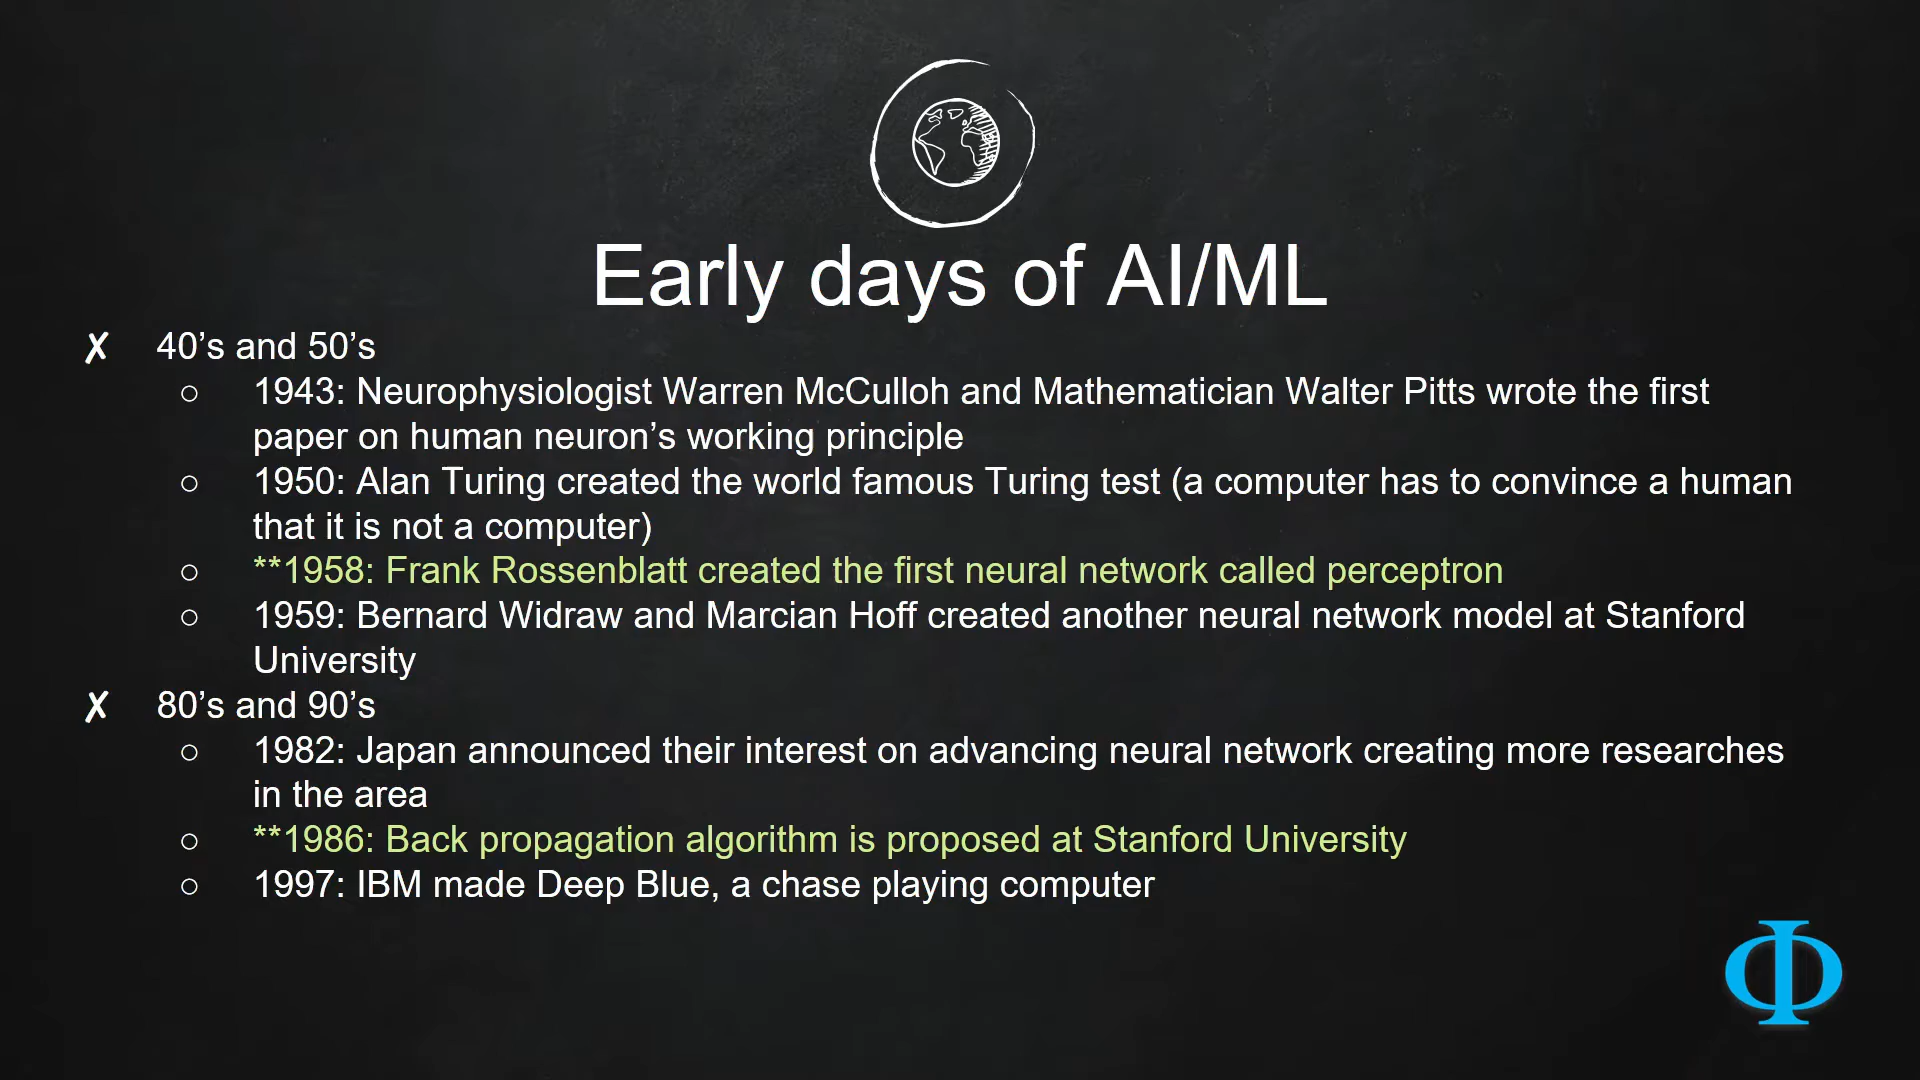 Early days of AI/ML
✗ 40’s and 50’s
○ 1943: Neurophysiologist Warren McCulloh and Mathematician Walter Pitts wrote the first
paper on human neuron’s working principle
○ 1950: Alan Turing created the world famous Turing test (a computer has to convince a human
that it is not a computer)
○ **1958: Frank Rossenblatt created the first neural network called perceptron
○ 1959: Bernard Widraw and Marcian Hoff created another neural network model at Stanford
University
✗ 80’s and 90’s
○ 1982: Japan announced their interest on advancing neural network creating more researches
in the area
○ **1986: Back propagation algorithm is proposed at Stanford University
○ 1997: IBM made Deep Blue, a chase playing computer
Φ